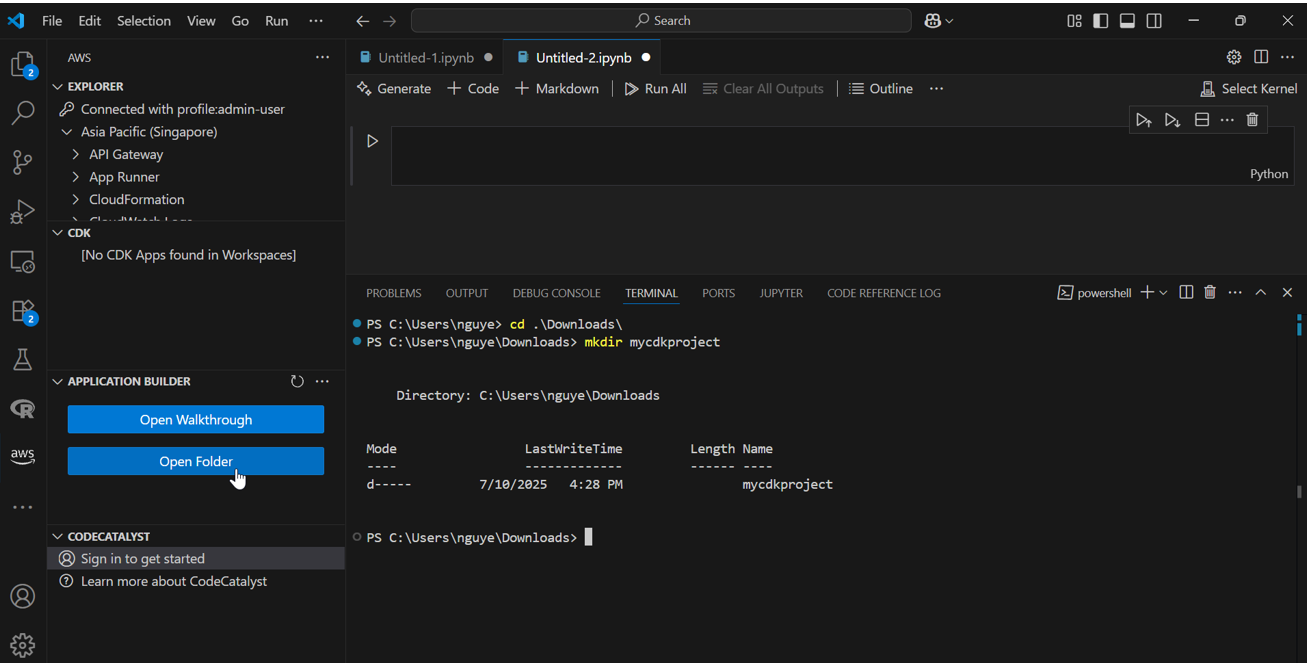 File Edit Selection View Go Run ··· Search
AWS ···
EXPLORER
Connected with profile:admin-user
Asia Pacific (Singapore)
API Gateway
App Runner
CloudFormation
CloudWatch Logs
CDK
[No CDK Apps found in Workspaces]
APPLICATION BUILDER ···
Open Walkthrough
Open Folder
CODECATALYST
Sign in to get started
Learn more about CodeCatalyst
2
2
R
aws
···
Untitled-1.ipynb Untitled-2.ipynb ···
Generate + Code + Markdown Run All Clear All Outputs Outline ··· Select Kernel
···
Python
PROBLEMS OUTPUT DEBUG CONSOLE TERMINAL PORTS JUPYTER CODE REFERENCE LOG powershell ···
PS C:\Users\nguye> cd .\Downloads\
PS C:\Users\nguye\Downloads> mkdir mycdkproject
Directory: C:\Users\nguye\Downloads
Mode LastWriteTime Length Name
---- ------------- ------ ----
d----- 7/10/2025 4:28 PM mycdkproject
PS C:\Users\nguye\Downloads>